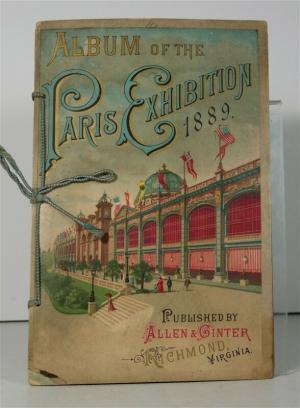 ALBUM OF THE
PARIS EXHIBITION
1889.
PUBLISHED BY
ALLEN & GINTER
RICHMOND,
VIRGINIA.